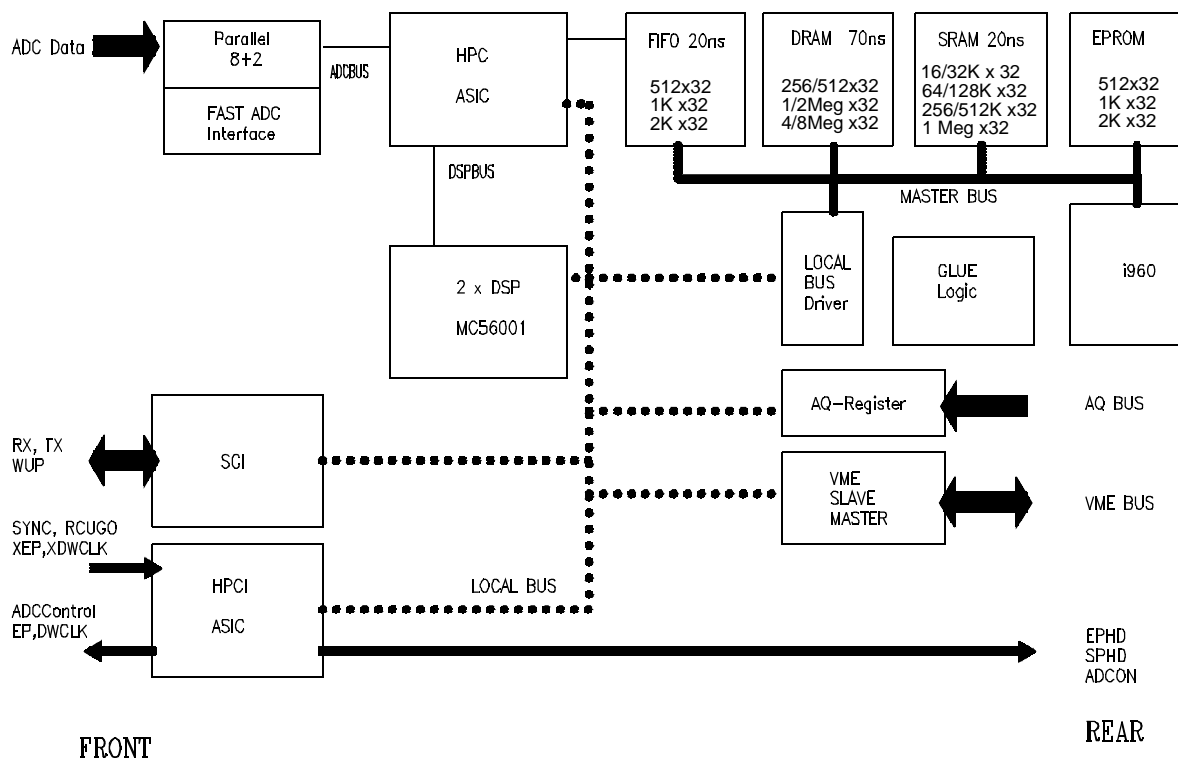 ADC Data
Parallel
8+2
FAST ADC
Interface
ADCBUS
HPC
ASIC
DSPBUS
FIFO 20ns
512x32
1K x32
2K x32
DRAM 70ns
256/512x32
1/2Meg x32
4/8Meg x32
SRAM 20ns
16/32K x 32
64/128K x32
256/512K x32
1 Meg x32
EPROM
512x32
1K x32
2K x32
MASTER BUS
2 x DSP
MC56001
LOCAL
BUS
Driver
GLUE
Logic
i960
AQ-Register
AQ BUS
RX, TX
WUP
SCI
VME
SLAVE
MASTER
VME BUS
SYNC, RCUGO
XEP,XDWCLK
HPCI
ASIC
LOCAL BUS
ADCControl
EP,DWCLK
EPHD
SPHD
ADCON
FRONT
REAR